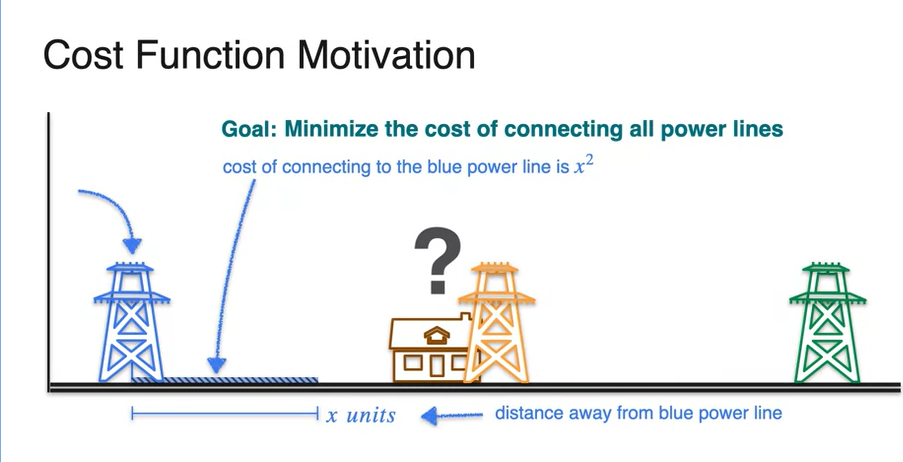 Cost Function Motivation
Goal: Minimize the cost of connecting all power lines
cost of connecting to the blue power line is x²
?
x units
distance away from blue power line